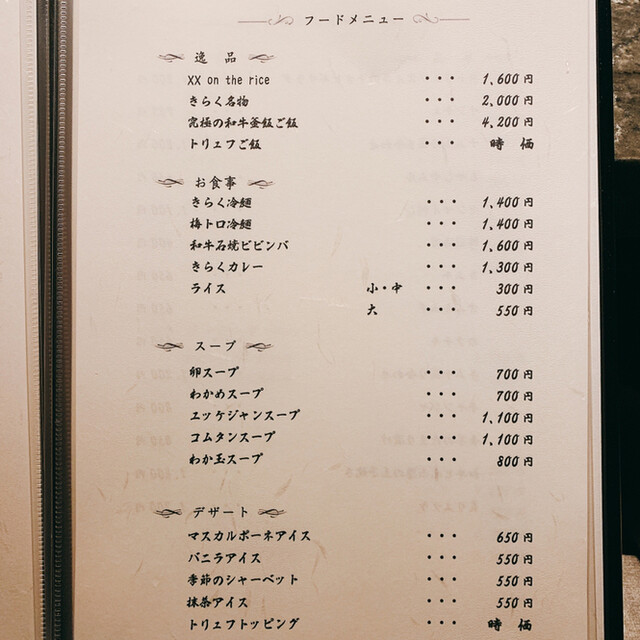 フードメニュー
逸 品
XX on the rice ・・・ 1,600円
きらく名物 ・・・ 2,000円
究極の和牛釜飯ご飯 ・・・ 4,200円
トリュフご飯 ・・・ 時 価
お食事
きらく冷麺 ・・・ 1,400円
梅トロ冷麺 ・・・ 1,400円
和牛石焼ビビンバ ・・・ 1,600円
きらくカレー ・・・ 1,300円
ライス 小・中 ・・・ 300円
大 ・・・ 550円
スープ
卵スープ ・・・ 700円
わかめスープ ・・・ 700円
ユッケジャンスープ ・・・ 1,100円
コムタンスープ ・・・ 1,100円
わか玉スープ ・・・ 800円
デザート
マスカルポーネアイス ・・・ 650円
バニラアイス ・・・ 550円
季節のシャーベット ・・・ 550円
抹茶アイス ・・・ 550円
トリュフトッピング ・・・ 時 価